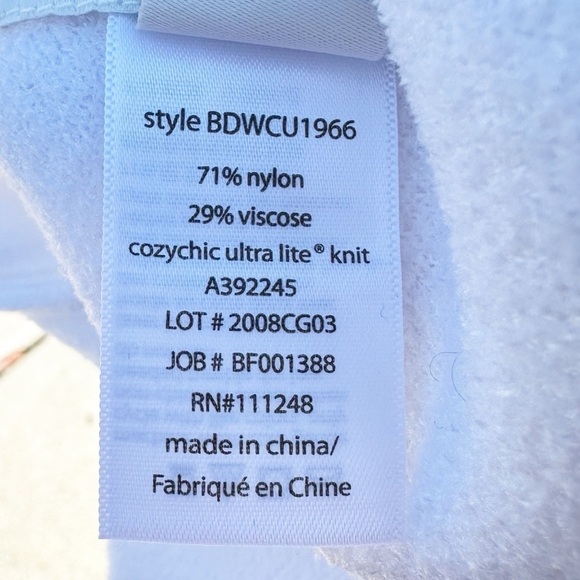 style BDWCU1966
71% nylon
29% viscose
cozychic ultra lite® knit
A392245
LOT # 2008CG03
JOB # BF001388
RN#111248
made in china/
Fabriqué en Chine